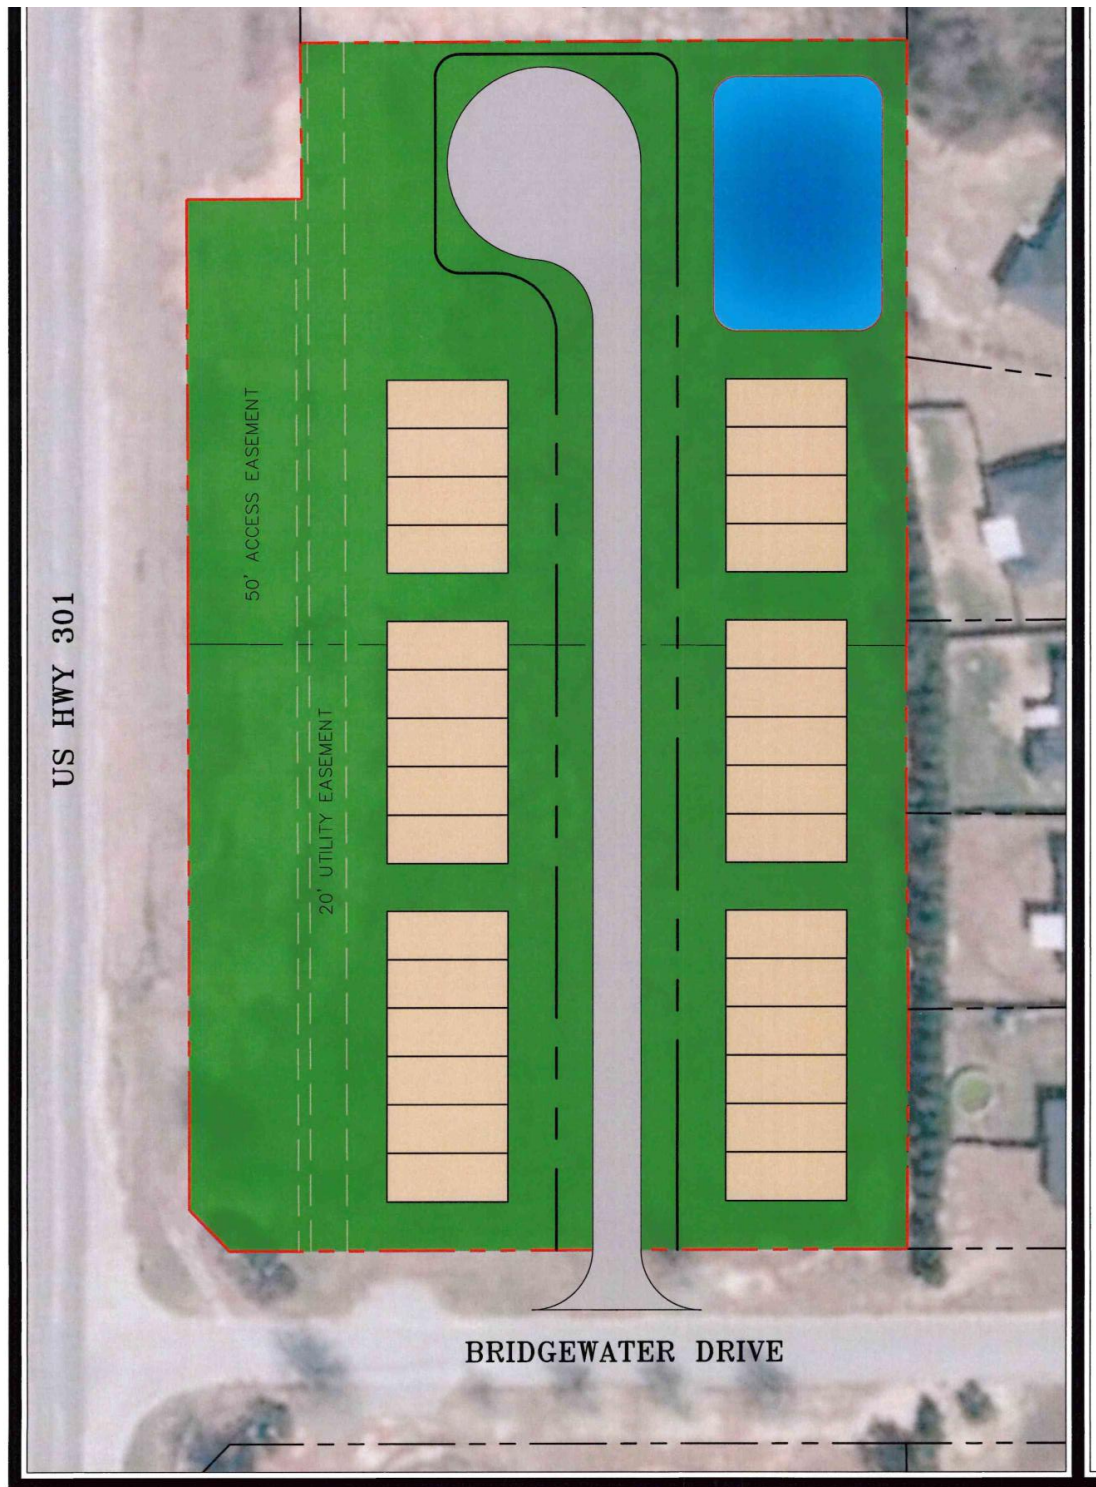 50' ACCESS EASEMENT
US HWY 301
20' UTILITY EASEMENT
BRIDGEWATER DRIVE